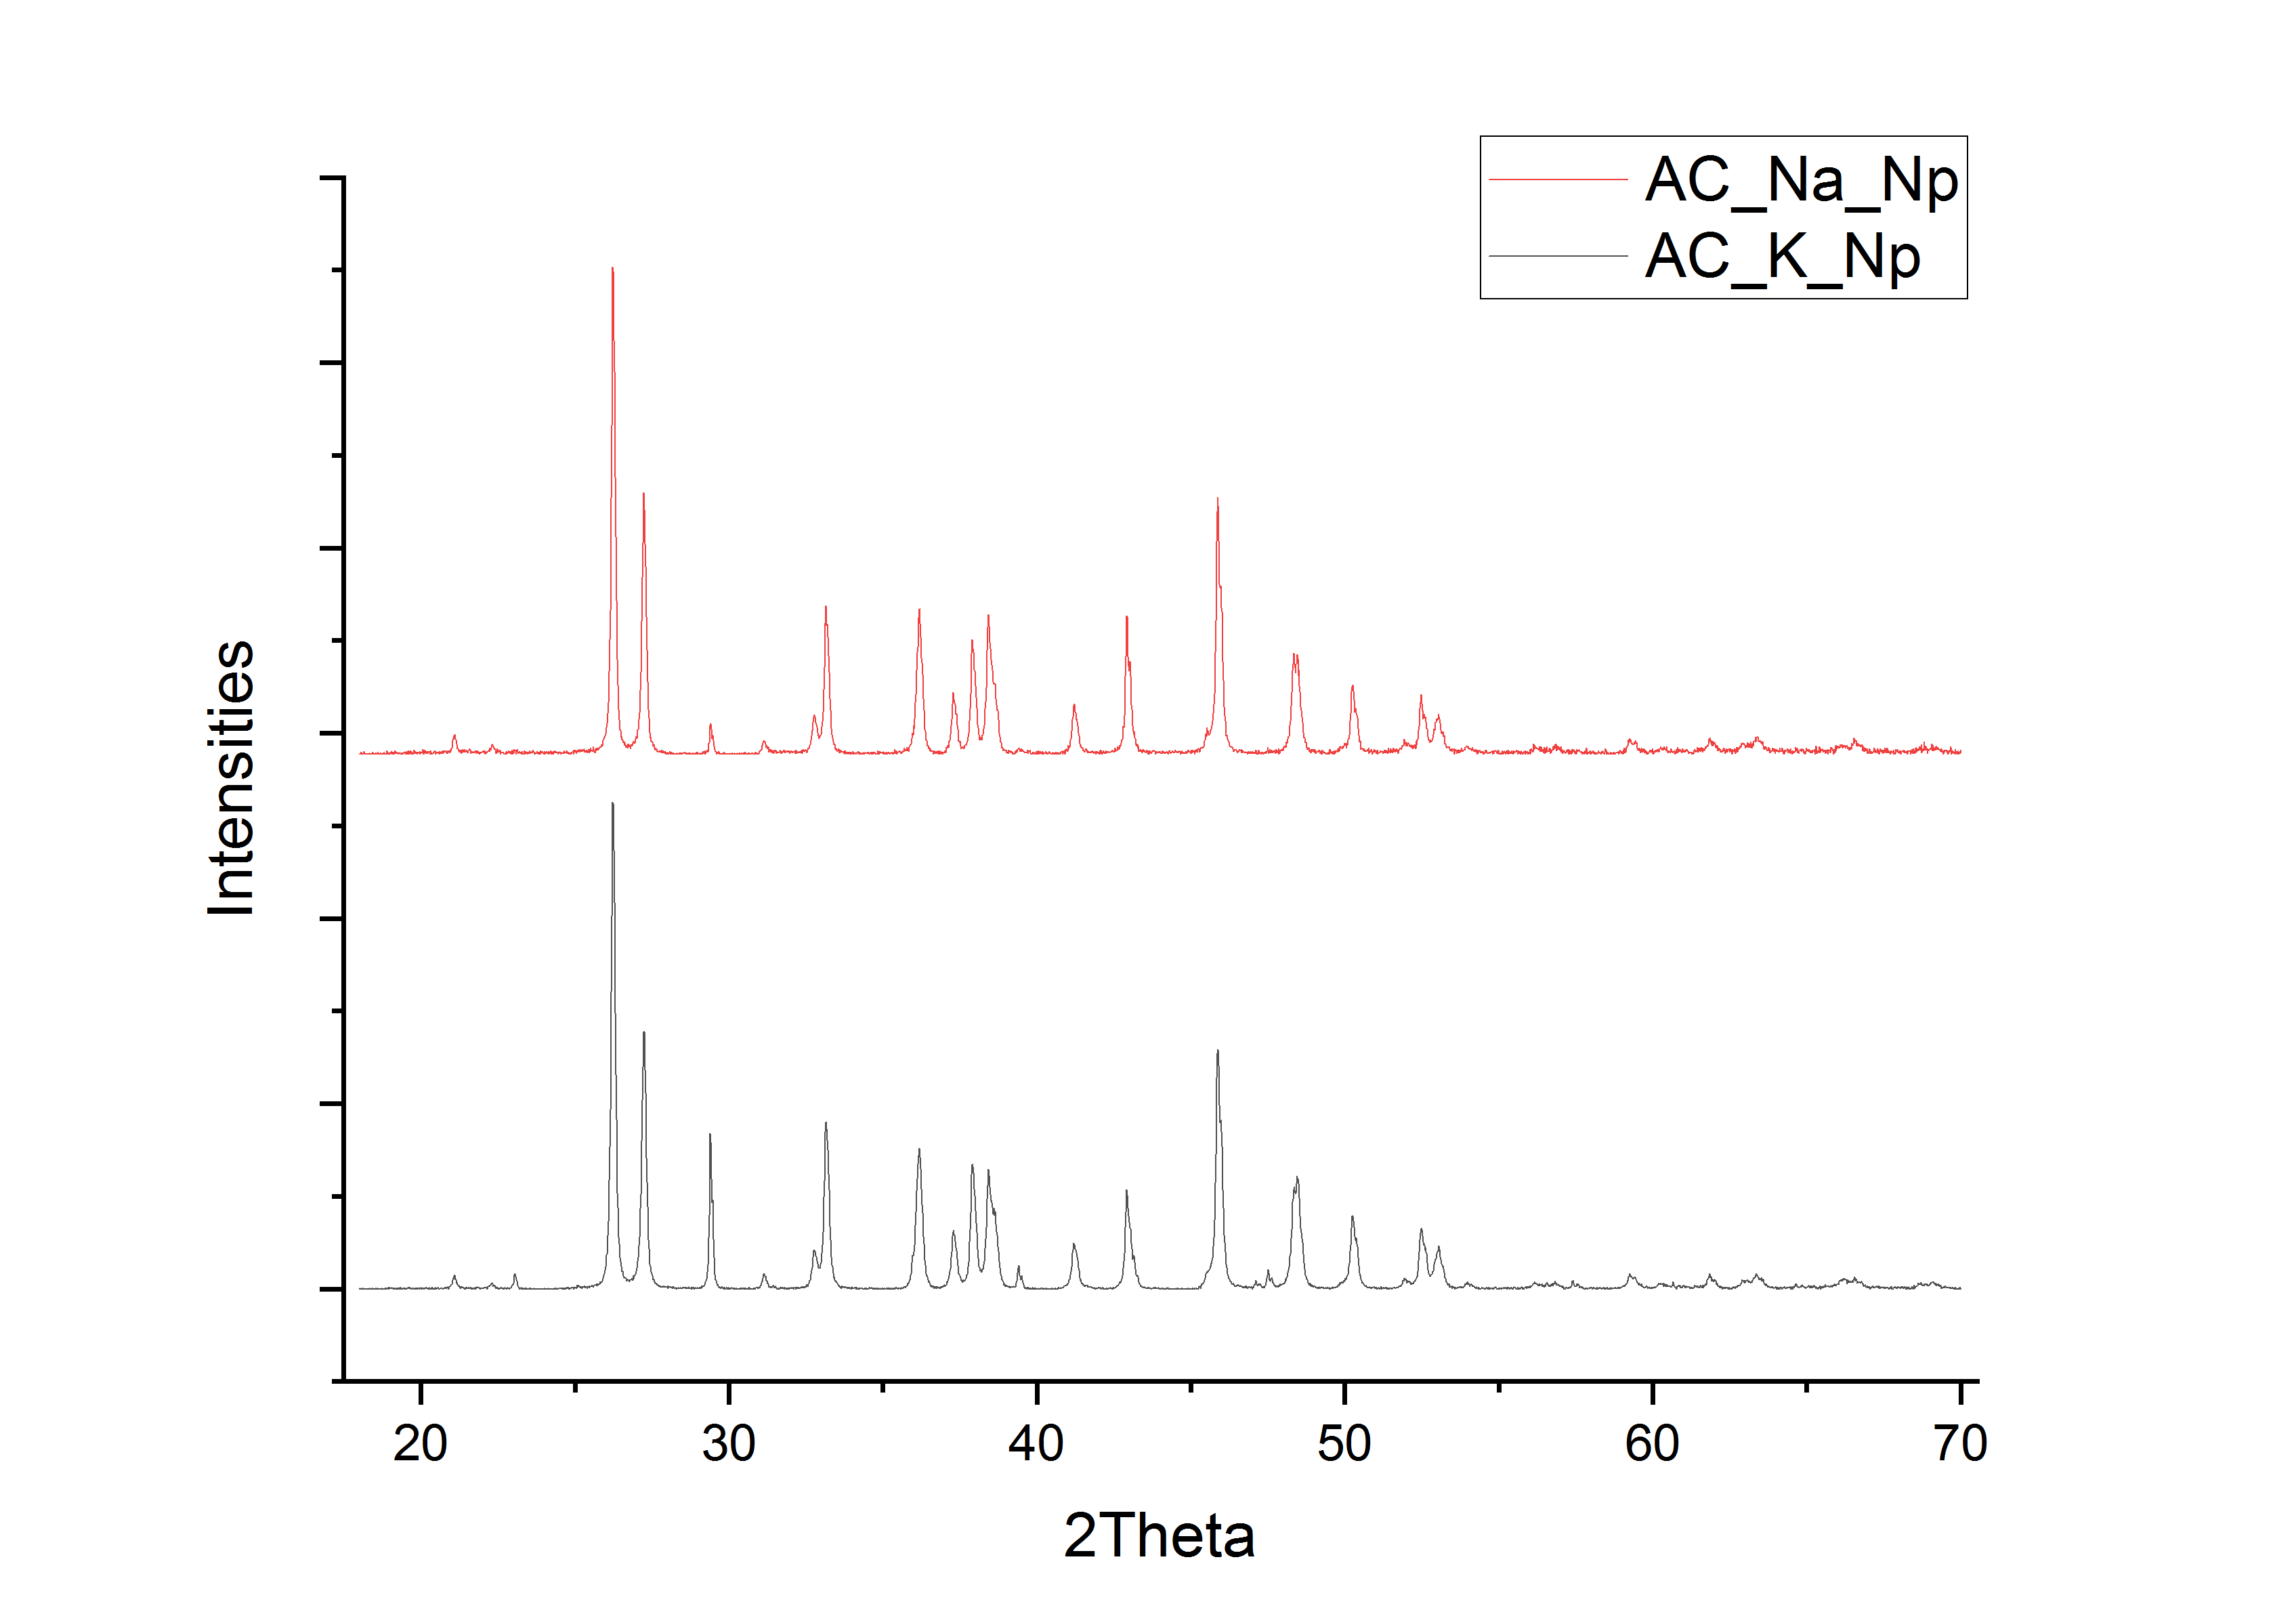 AC_Na_Np
AC_K_Np
Intensities
20 30 40 50 60 70
2Theta